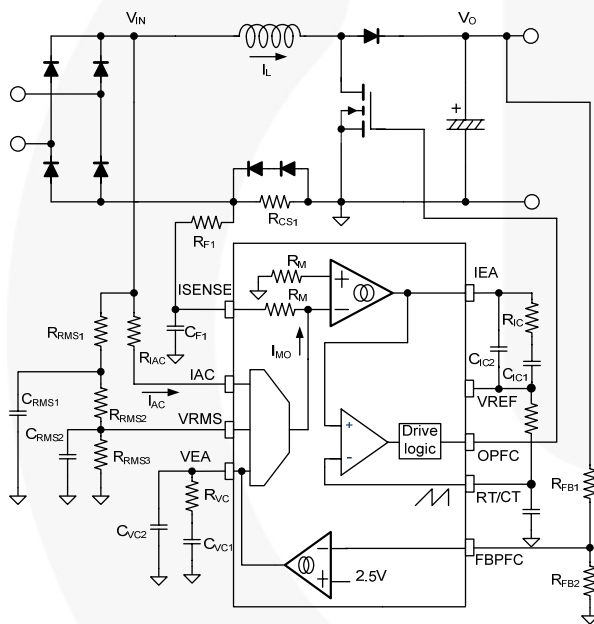 VIN
VO
IL
+
RCS1
RF1
ISENSE
RM
RM
+
−
IEA
RIC
CF1
IMO
CIC2
CIC1
RRMS1
RIAC
IAC
IAC
VREF
CRMS1
RRMS2
VRMS
CRMS2
+
-
Drive
logic
OPFC
RRMS3
VEA
RVC
RT/CT
RFB1
CVC2
CVC1
−
+
2.5V
FBPFC
RFB2